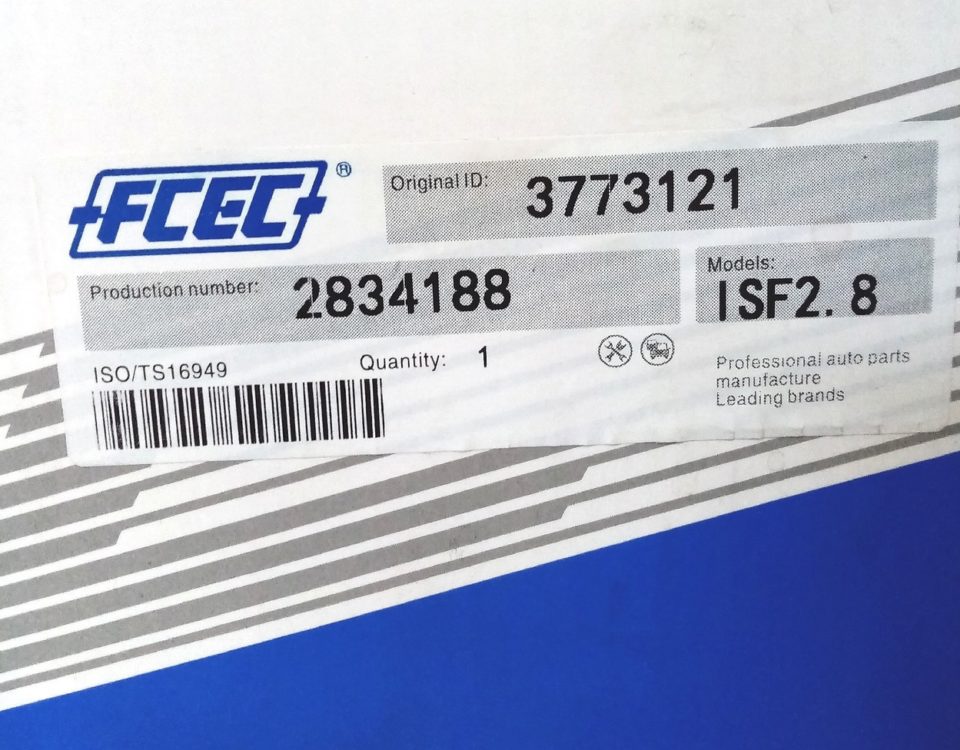 FCEC®
Original ID: 3773121
Production number: 2834188
Models:
ISF2.8
ISO/TS16949
Quantity: 1
Professional auto parts
manufacture
Leading brands